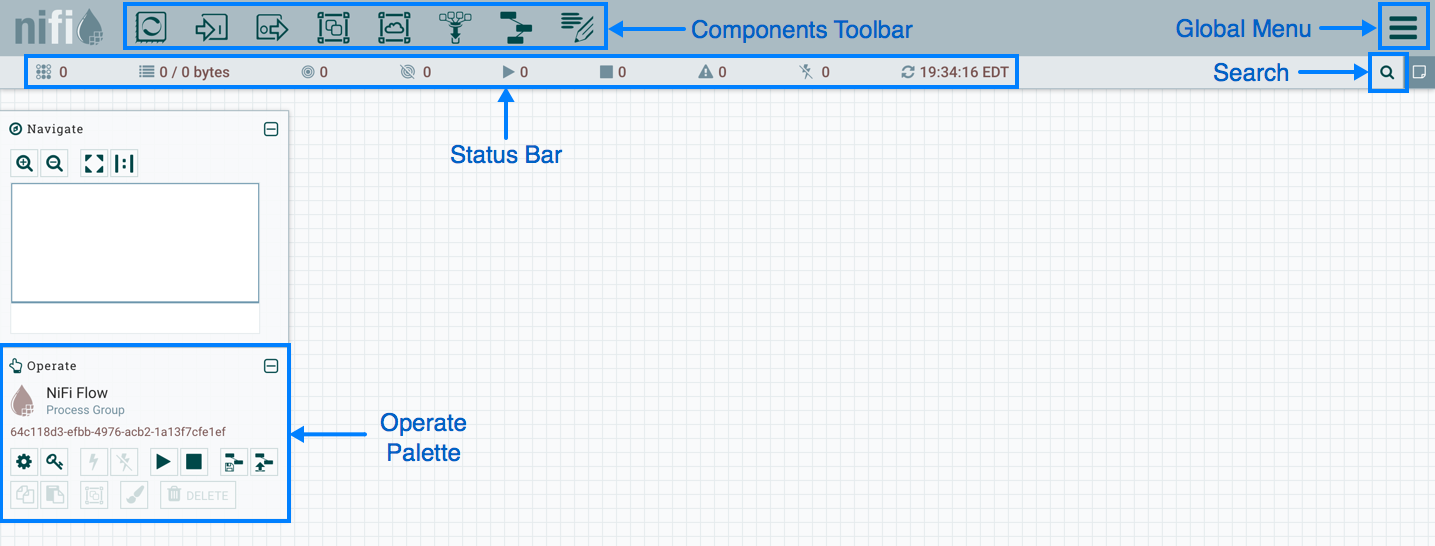 nifi
Components Toolbar
Global Menu
0
0 / 0 bytes
0
0
0
0
0
0
19:34:16 EDT
Search
Status Bar
Navigate
Operate
NiFi Flow
Process Group
64c118d3-efbb-4976-acb2-1a13f7cfe1ef
DELETE
Operate
Palette